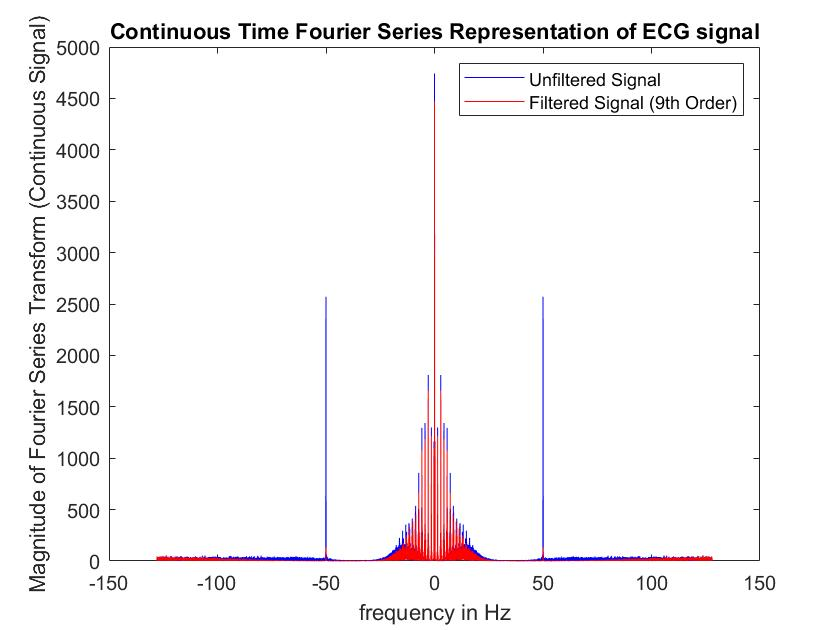 Continuous Time Fourier Series Representation of ECG signal
Magnitude of Fourier Series Transform (Continuous Signal)
5000
4500
4000
3500
3000
2500
2000
1500
1000
500
0
Unfiltered Signal
Filtered Signal (9th Order)
-150 -100 -50 0 50 100 150
frequency in Hz